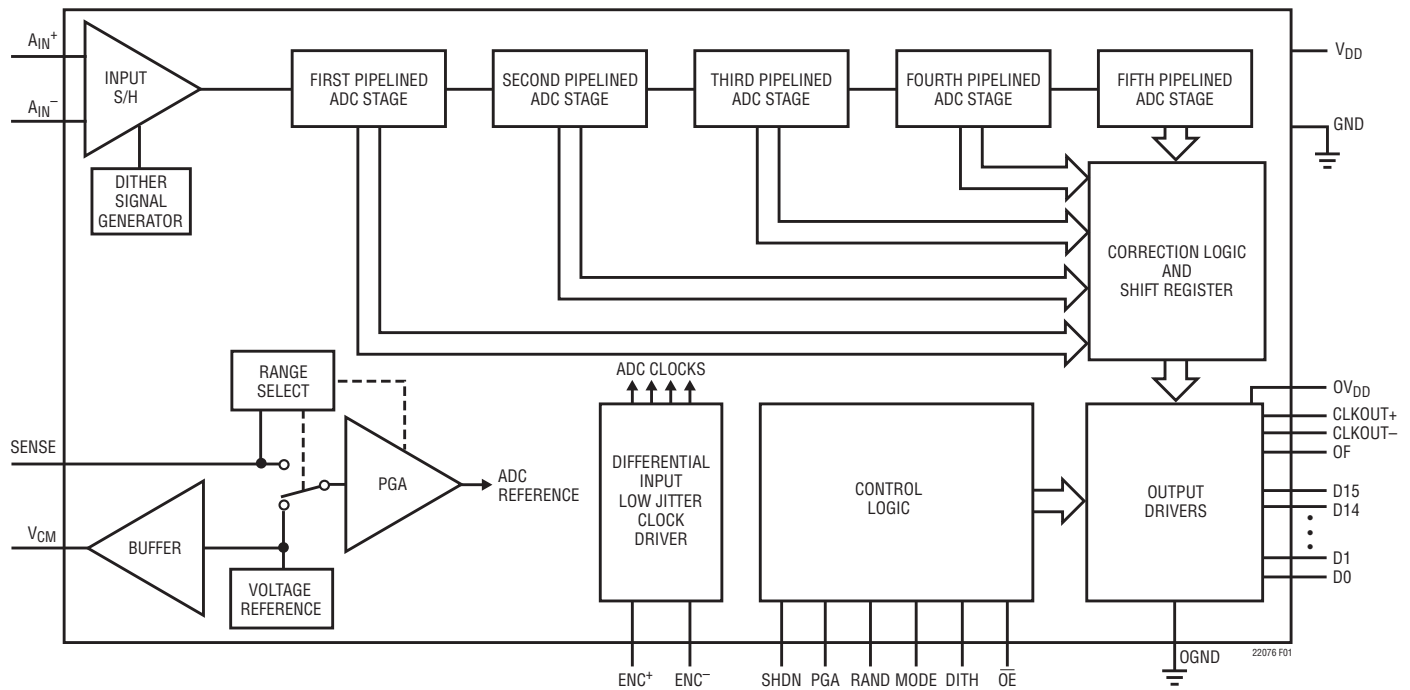 AIN+
AIN−
INPUT
S/H
DITHER
SIGNAL
GENERATOR
FIRST PIPELINED
ADC STAGE
SECOND PIPELINED
ADC STAGE
THIRD PIPELINED
ADC STAGE
FOURTH PIPELINED
ADC STAGE
FIFTH PIPELINED
ADC STAGE
VDD
GND
CORRECTION LOGIC
AND
SHIFT REGISTER
RANGE
SELECT
SENSE
PGA
ADC
REFERENCE
VCM
BUFFER
VOLTAGE
REFERENCE
ADC CLOCKS
DIFFERENTIAL
INPUT
LOW JITTER
CLOCK
DRIVER
CONTROL
LOGIC
OUTPUT
DRIVERS
OVDD
CLKOUT+
CLKOUT–
OF
D15
D14
D1
D0
OGND
22076 F01
ENC+
ENC−
SHDN
PGA
RAND
MODE
DITH
O̅E̅